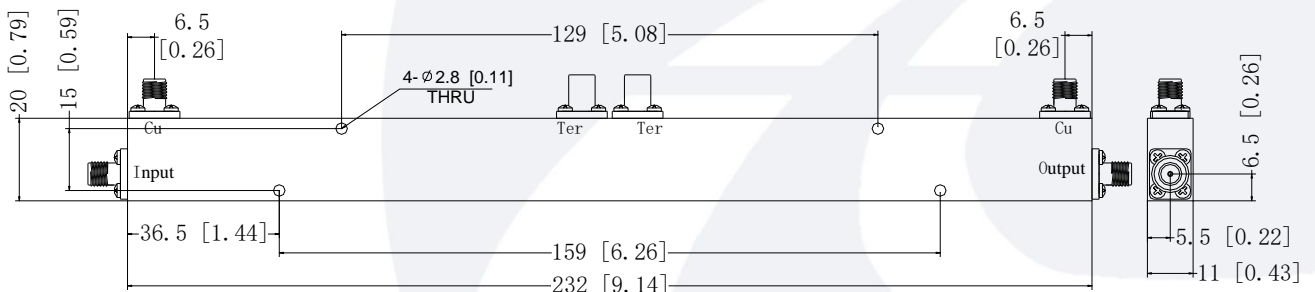 6.5
[0.26]
129 [5.08]
6.5
[0.26]
20 [0.79]
15 [0.59]
4-Ø2.8 [0.11]
THRU
Cu
Ter
Ter
Cu
6.5 [0.26]
Input
Output
36.5 [1.44]
159 [6.26]
5.5 [0.22]
232 [9.14]
11 [0.43]